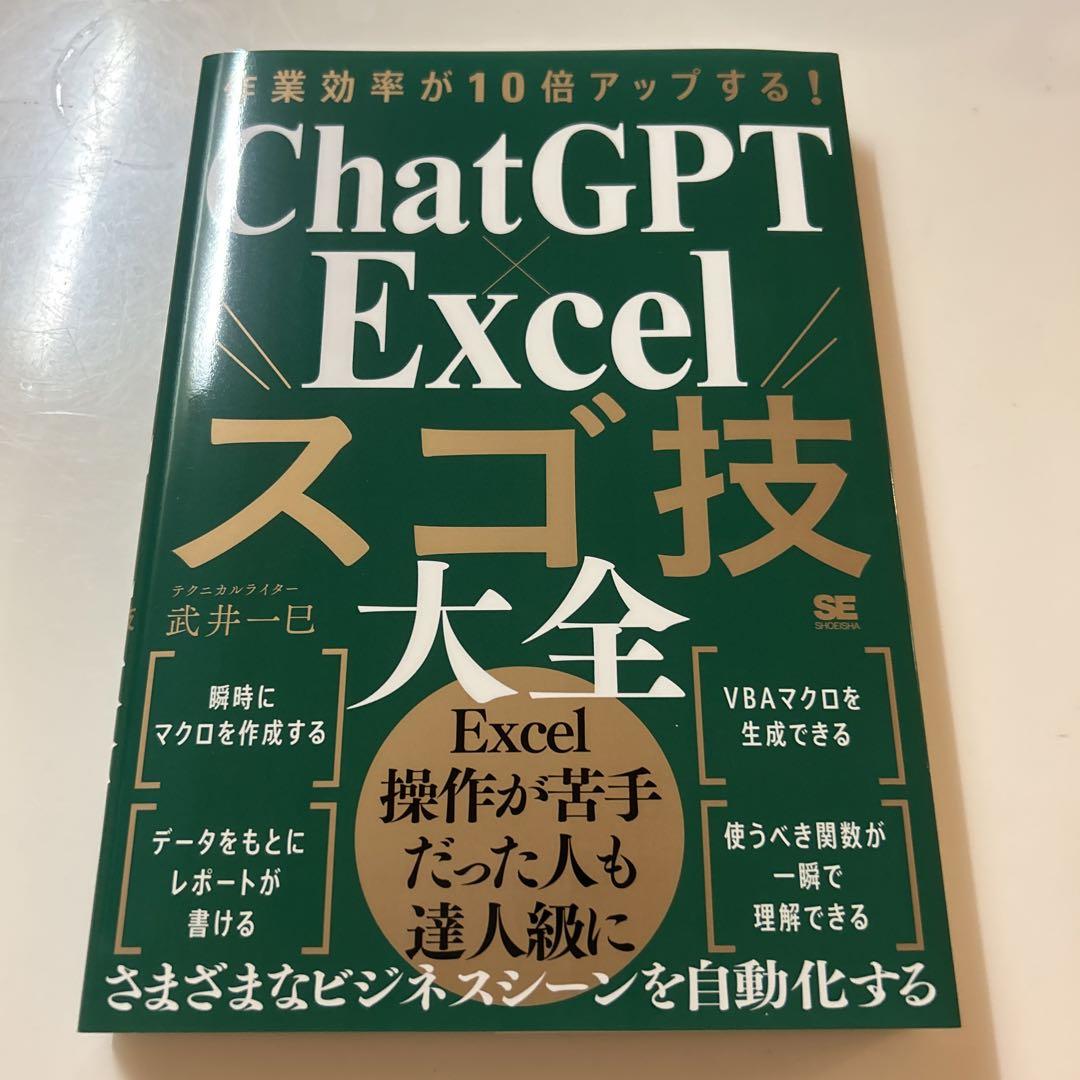 作業効率が10倍アップする!
ChatGPT
×
Excel
スゴ技
大全
テクニカルライター
武井一巳
SE
SHOEISHA
瞬時に
マクロを作成する
VBAマクロを
生成できる
データをもとに
レポートが
書ける
使うべき関数が
一瞬で
理解できる
Excel
操作が苦手
だった人も
達人級に
さまざまなビジネスシーンを自動化する